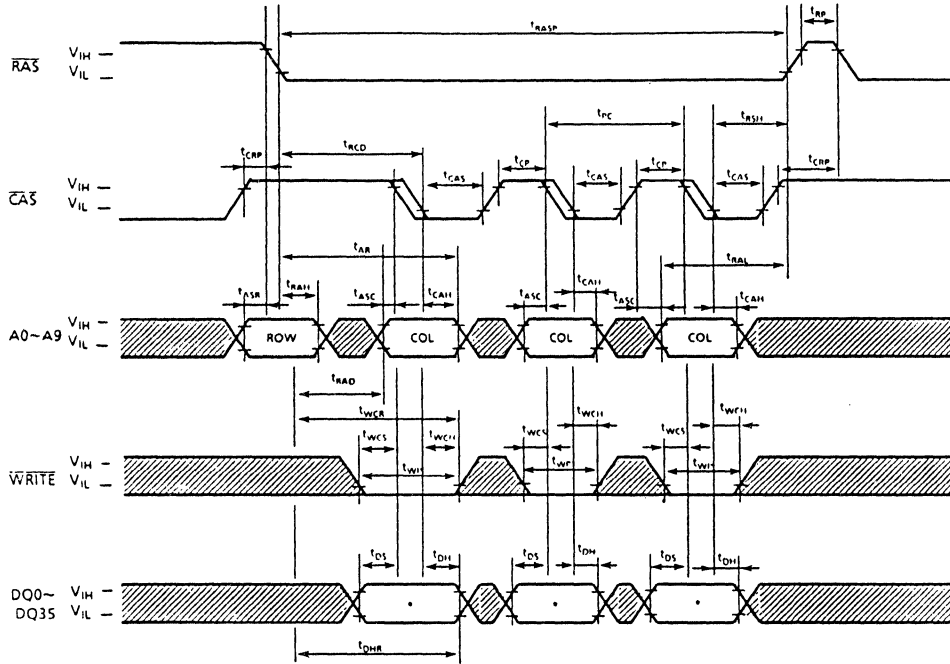 tRASP
tRP
RAS
VIH
VIL
tPC
tRSH
tRCD
tCRP
tCP
tCP
tCRP
tCAS
tCAS
tCAS
CAS
VIH
VIL
tAR
tRAL
tASR
tRAH
tASC
tCAH
tASC
tCAH
tASC
tCAH
A0~A9
VIH
VIL
ROW
COL
COL
COL
tRAD
tWCR
tWCS
tWCH
tWCS
tWCH
tWCS
tWCH
tWP
tWP
tWP
WRITE
VIH
VIL
tDS
tDH
tDS
tDH
tDS
tDH
DQ0~
DQ35
VIH
VIL
tDHR